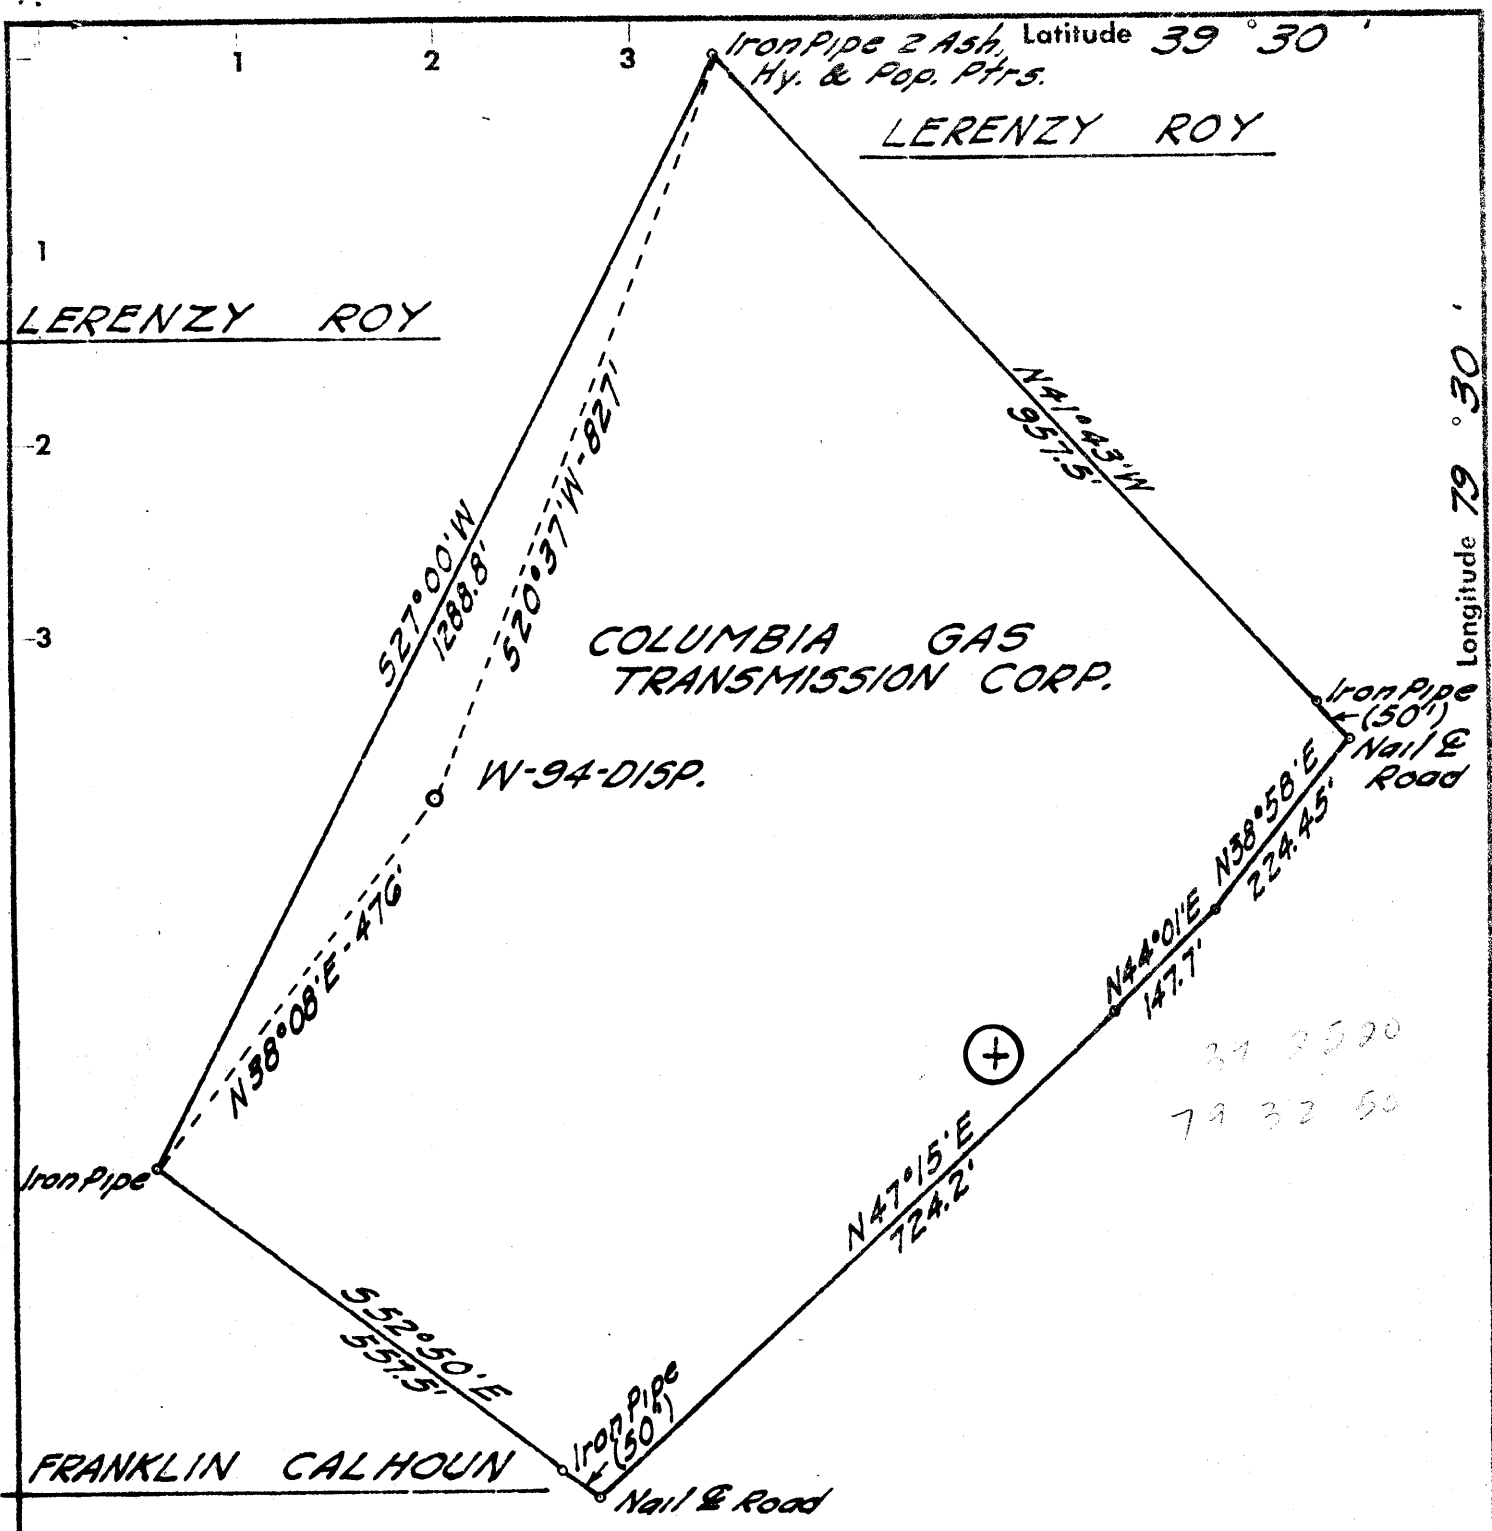 1 2 3
Iron Pipe 2 Ash, Latitude 39° 30'
Hy. & Pop. Ptrs.
LERENZY ROY
1
LERENZY ROY
2
3
Longitude 79° 30'
N41°43'W
957.5'
S27°00'W
1288.8'
S20°37'W-827'
COLUMBIA GAS
TRANSMISSION CORP.
Iron Pipe
(50')
Nail ℄
Road
W-94-DISP.
N38°58'E
224.45'
N38°08'E-476'
N44°01'E
147.7'
79 32 50
Iron Pipe
N47°15'E
724.2'
S52°50'E
557.5'
Iron Pipe
(50')
FRANKLIN CALHOUN
Nail ℄ Road